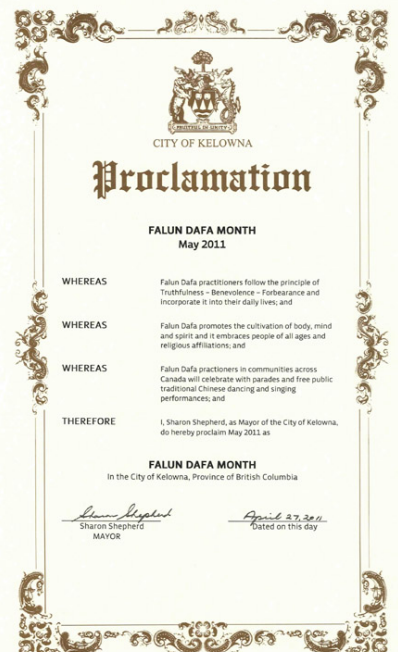 FRUITFUL IN UNITY
CITY OF KELOWNA
Proclamation
FALUN DAFA MONTH
May 2011
WHEREAS
Falun Dafa practitioners follow the principle of
Truthfulness – Benevolence – Forbearance and
incorporate it into their daily lives; and
WHEREAS
Falun Dafa promotes the cultivation of body, mind
and spirit and it embraces people of all ages and
religious affiliations; and
WHEREAS
Falun Dafa practioners in communities across
Canada will celebrate with parades and free public
traditional Chinese dancing and singing
performances; and
THEREFORE
I, Sharon Shepherd, as Mayor of the City of Kelowna,
do hereby proclaim May 2011 as
FALUN DAFA MONTH
In the City of Kelowna, Province of British Columbia
Sharon Shepherd
April 27, 2011
Sharon Shepherd
Dated on this day
MAYOR